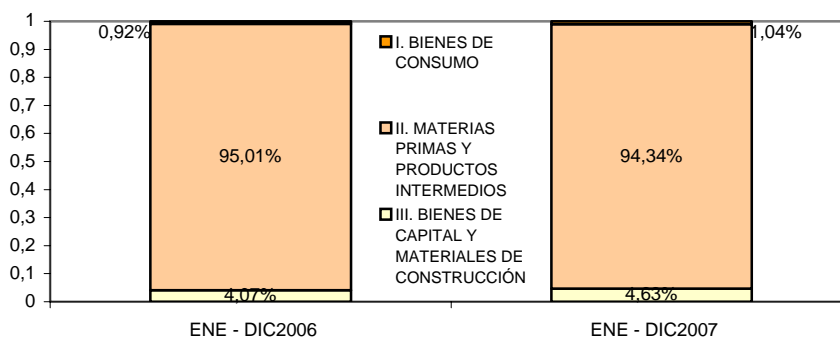 1
0,9
0,8
0,7
0,6
0,5
0,4
0,3
0,2
0,1
0
0,92%
95,01%
4,07%
I. BIENES DE
CONSUMO
II. MATERIAS
PRIMAS Y
PRODUCTOS
INTERMEDIOS
III. BIENES DE
CAPITAL Y
MATERIALES DE
CONSTRUCCIÓN
1,04%
94,34%
4,63%
ENE - DIC2006
ENE - DIC2007